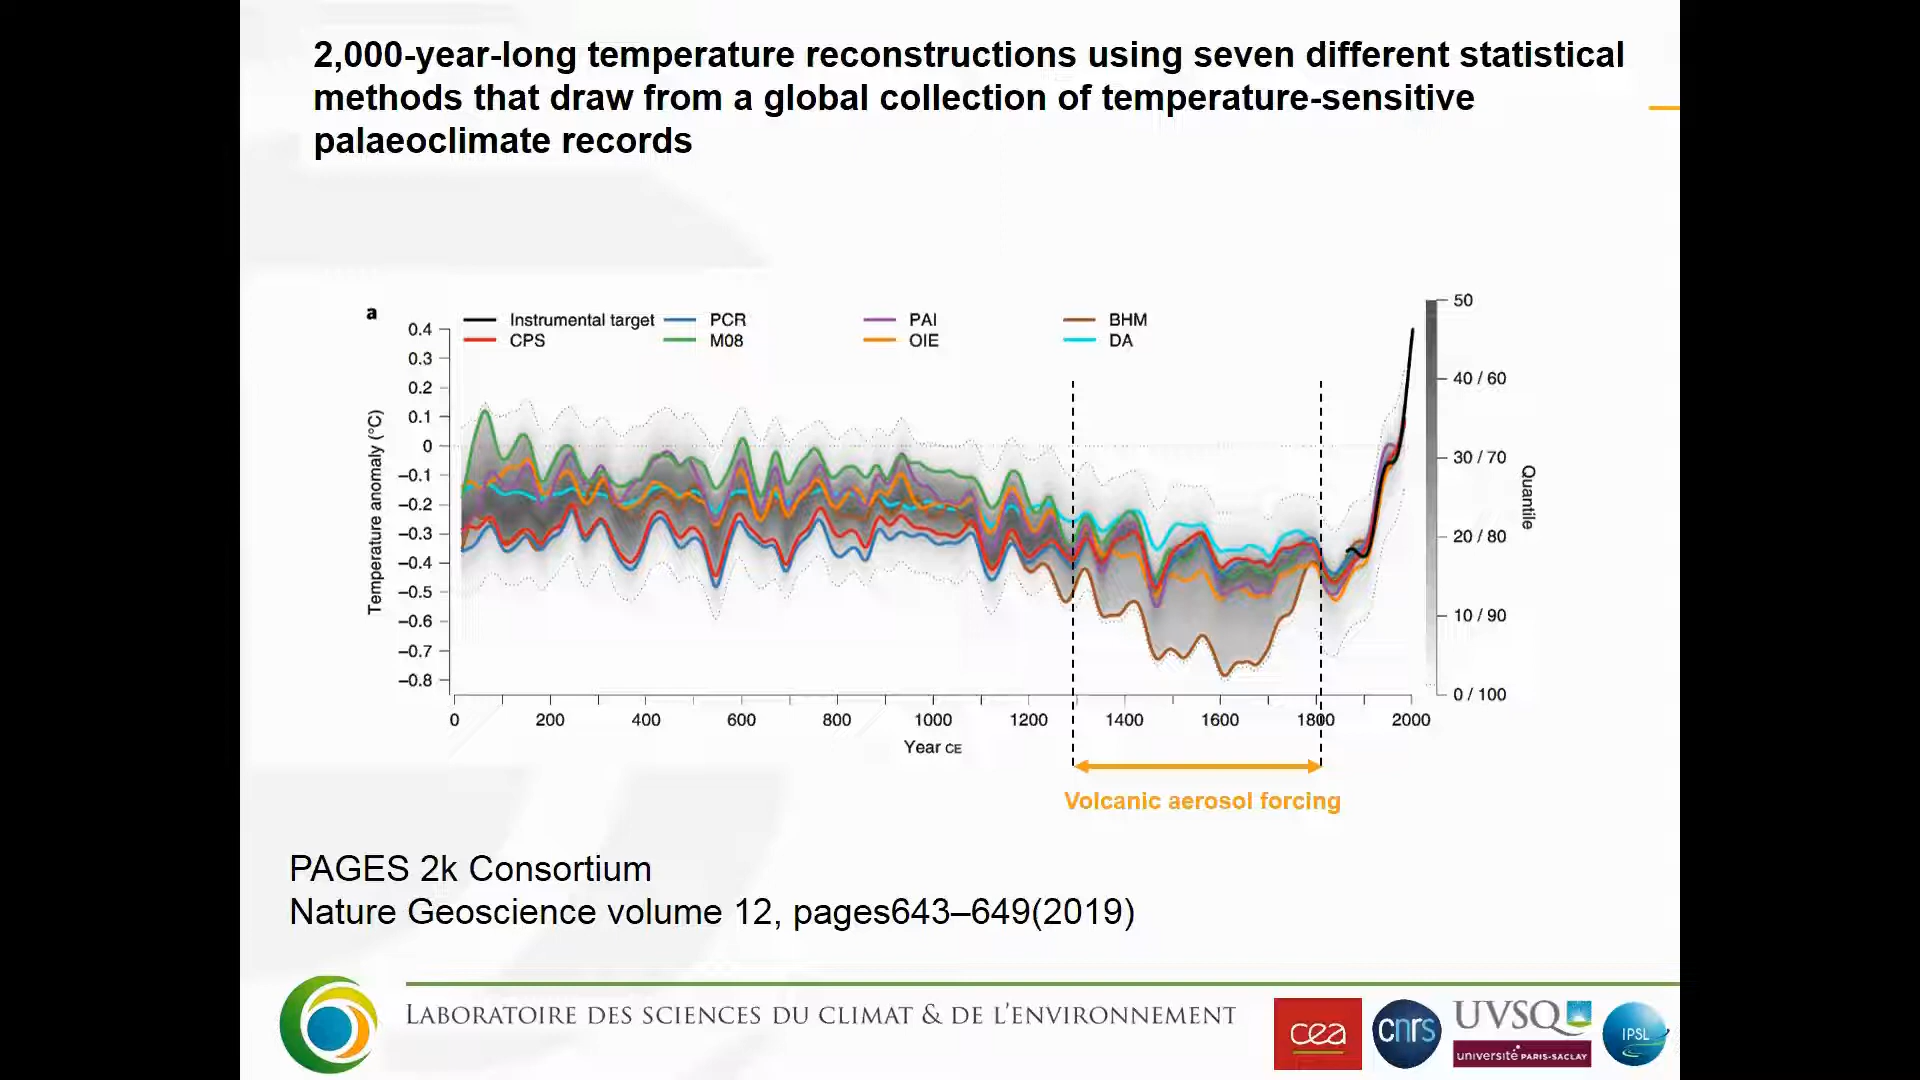 2,000-year-long temperature reconstructions using seven different statistical
methods that draw from a global collection of temperature-sensitive
palaeoclimate records
a
Instrumental target PCR PAI BHM
CPS M08 OIE DA
0.4
0.3
0.2
0.1
0
–0.1
–0.2
–0.3
–0.4
–0.5
–0.6
–0.7
–0.8
Temperature anomaly (°C)
0 200 400 600 800 1000 1200 1400 1600 1800 2000
Year CE
50
40 / 60
30 / 70
20 / 80
10 / 90
0 / 100
Quantile
Volcanic aerosol forcing
PAGES 2k Consortium
Nature Geoscience volume 12, pages643–649(2019)
LABORATOIRE DES SCIENCES DU CLIMAT & DE L'ENVIRONNEMENT
cea
cnrs
UVSQ
université PARIS-SACLAY
IPSL